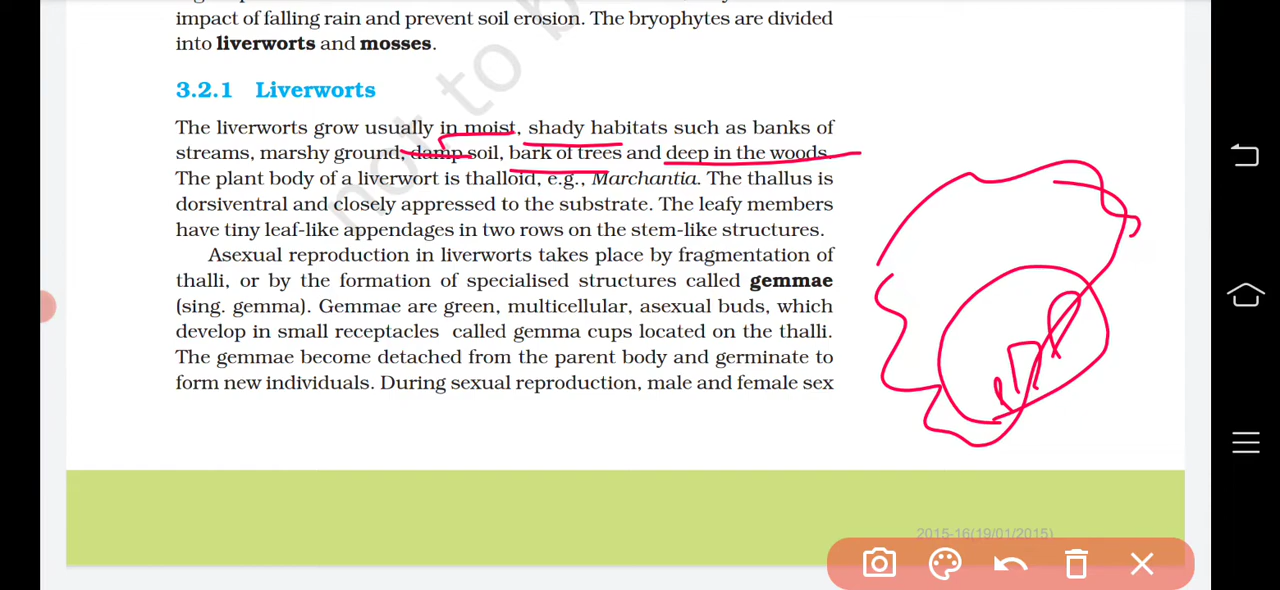 impact of falling rain and prevent soil erosion. The bryophytes are divided
into liverworts and mosses.
3.2.1 Liverworts
The liverworts grow usually in moist, shady habitats such as banks of
streams, marshy ground, damp soil, bark of trees and deep in the woods.
The plant body of a liverwort is thalloid, e.g., Marchantia. The thallus is
dorsiventral and closely appressed to the substrate. The leafy members
have tiny leaf-like appendages in two rows on the stem-like structures.
Asexual reproduction in liverworts takes place by fragmentation of
thalli, or by the formation of specialised structures called gemmae
(sing. gemma). Gemmae are green, multicellular, asexual buds, which
develop in small receptacles called gemma cups located on the thalli.
The gemmae become detached from the parent body and germinate to
form new individuals. During sexual reproduction, male and female sex
not to b
2015-16(19/01/2015)